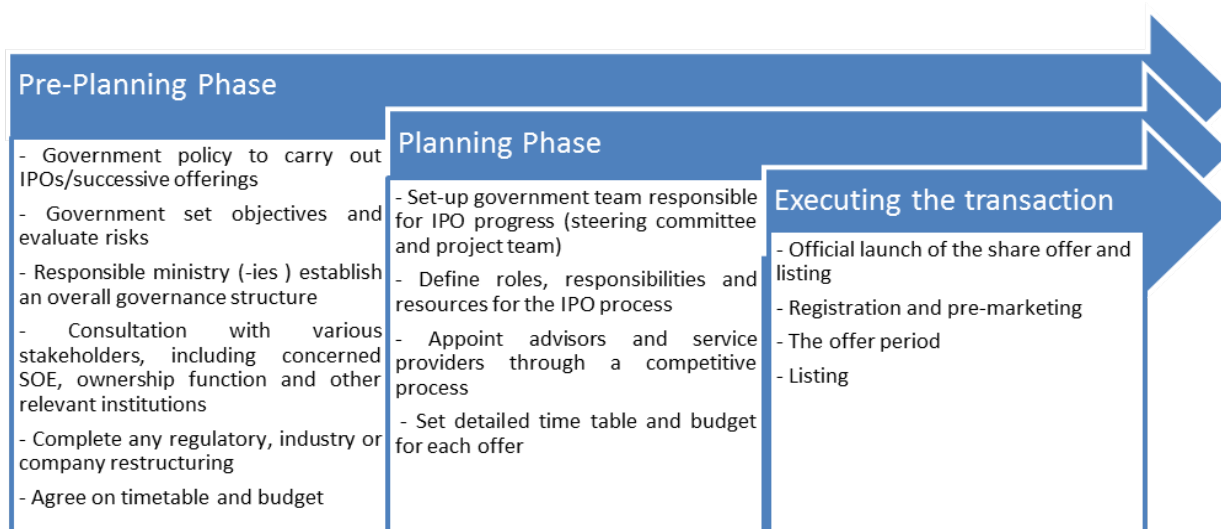 Pre-Planning Phase
- Government policy to carry out
IPOs/successive offerings
- Government set objectives and
evaluate risks
- Responsible ministry (-ies ) establish
an overall governance structure
- Consultation with various
stakeholders, including concerned
SOE, ownership function and other
relevant institutions
- Complete any regulatory, industry or
company restructuring
- Agree on timetable and budget
Planning Phase
- Set-up government team responsible
for IPO progress (steering committee
and project team)
- Define roles, responsibilities and
resources for the IPO process
- Appoint advisors and service
providers through a competitive
process
- Set detailed time table and budget
for each offer
Executing the transaction
- Official launch of the share offer and
listing
- Registration and pre-marketing
- The offer period
- Listing